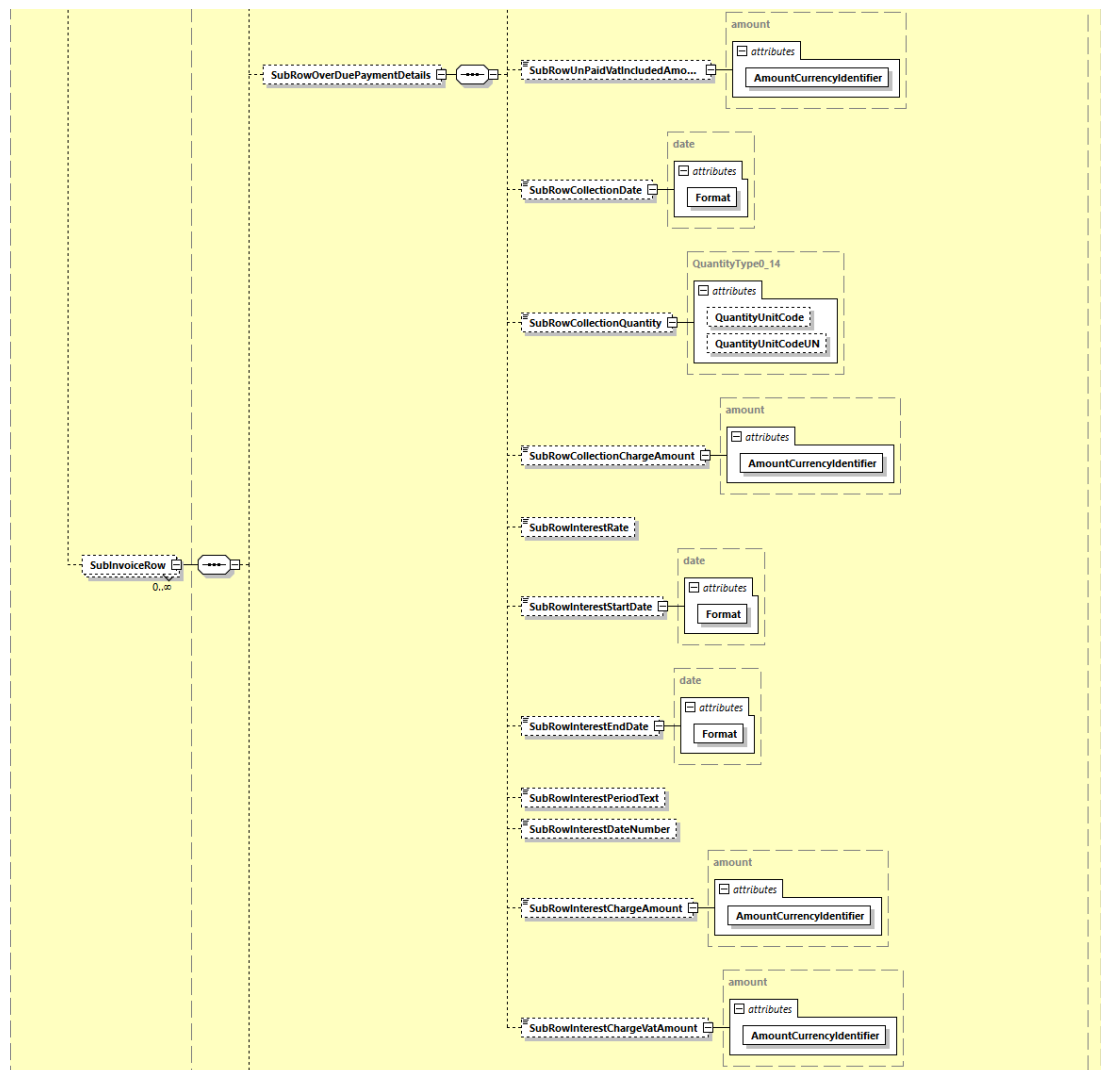 amount
attributes
SubRowOverDuePaymentDetails
SubRowUnPaidVatIncludedAmo...
AmountCurrencyIdentifier
date
attributes
SubRowCollectionDate
Format
QuantityType0_14
attributes
QuantityUnitCode
SubRowCollectionQuantity
QuantityUnitCodeUN
amount
attributes
SubRowCollectionChargeAmount
AmountCurrencyIdentifier
SubRowInterestRate
date
SubInvoiceRow
0..∞
attributes
SubRowInterestStartDate
Format
date
attributes
SubRowInterestEndDate
Format
SubRowInterestPeriodText
SubRowInterestDateNumber
amount
attributes
SubRowInterestChargeAmount
AmountCurrencyIdentifier
amount
attributes
SubRowInterestChargeVatAmount
AmountCurrencyIdentifier